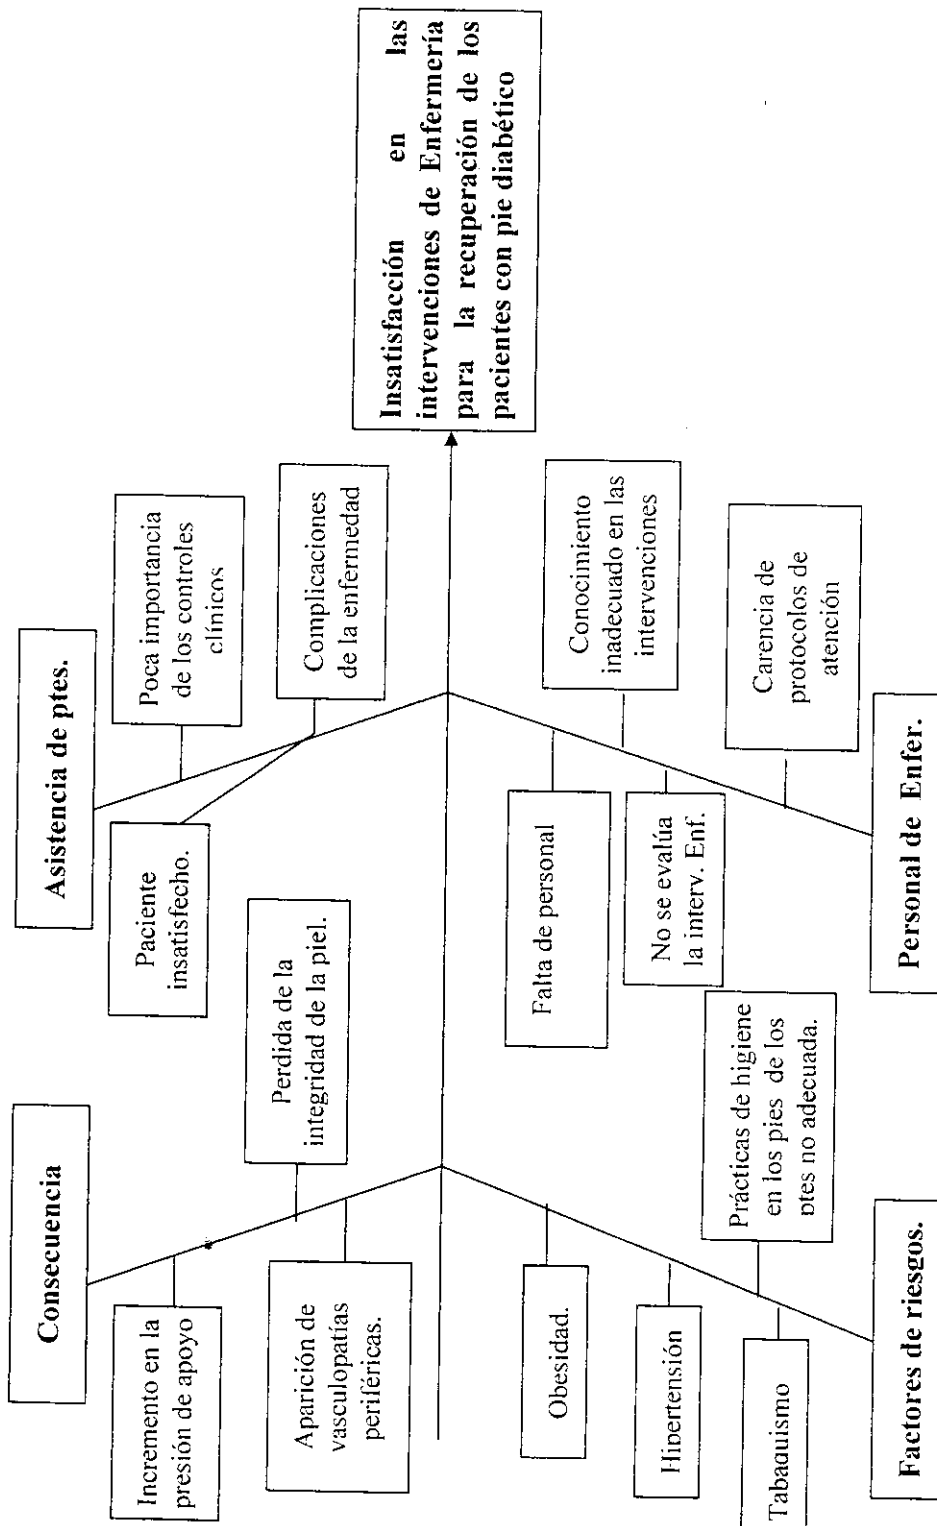 Consecuencia
Asistencia de ptes.
Incremento en la
presión de apoyo
Perdida de la
integridad de la piel.
Aparición de
vasculopatías
periféricas.
Paciente
insatisfecho.
Poca importancia
de los controles
clínicos
Complicaciones
de la enfermedad
Insatisfacción en las
intervenciones de Enfermería
para la recuperación de los
pacientes con pie diabético
Obesidad.
Hipertensión
Tabaquismo
Prácticas de higiene
en los pies de los
ptes no adecuada.
Falta de personal
No se evalúa
la interv. Enf.
Conocimiento
inadecuado en las
intervenciones
Carencia de
protocolos de
atención
Factores de riesgos.
Personal de Enfer.